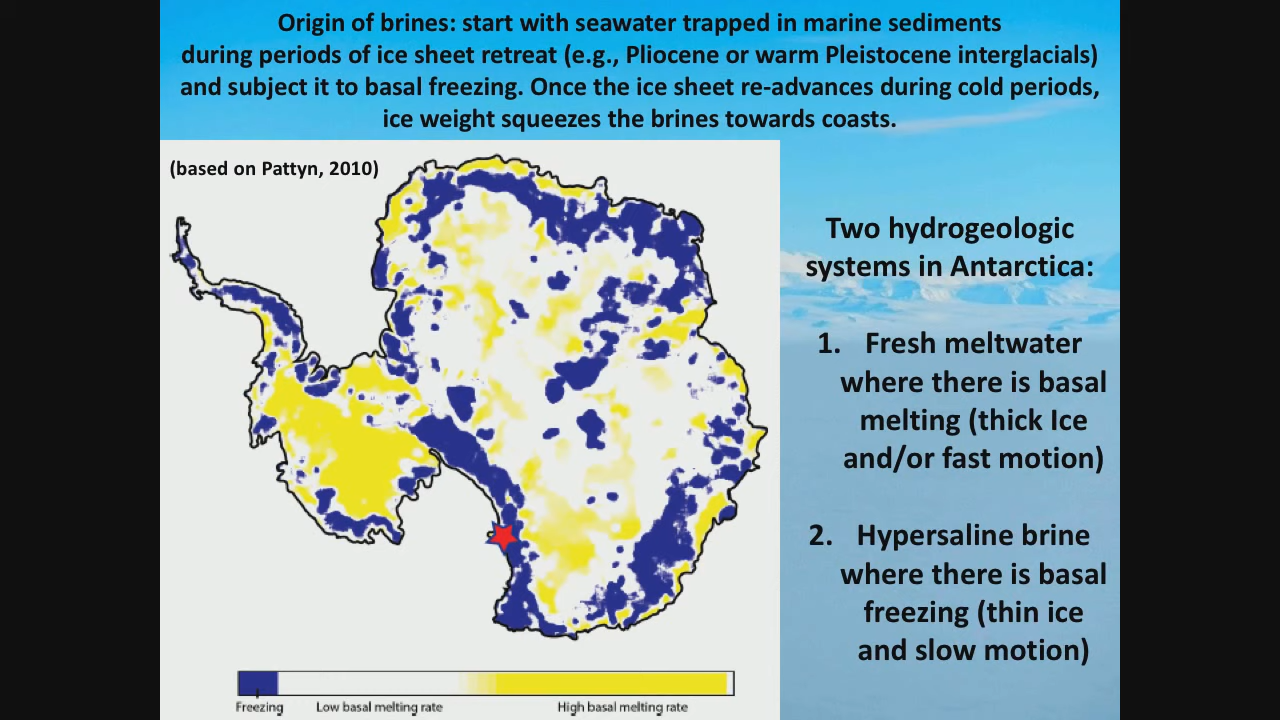 Origin of brines: start with seawater trapped in marine sediments
during periods of ice sheet retreat (e.g., Pliocene or warm Pleistocene interglacials)
and subject it to basal freezing. Once the ice sheet re-advances during cold periods,
ice weight squeezes the brines towards coasts.
(based on Pattyn, 2010)
Two hydrogeologic
systems in Antarctica:
1. Fresh meltwater
where there is basal
melting (thick Ice
and/or fast motion)
2. Hypersaline brine
where there is basal
freezing (thin ice
and slow motion)
Freezing Low basal melting rate High basal melting rate